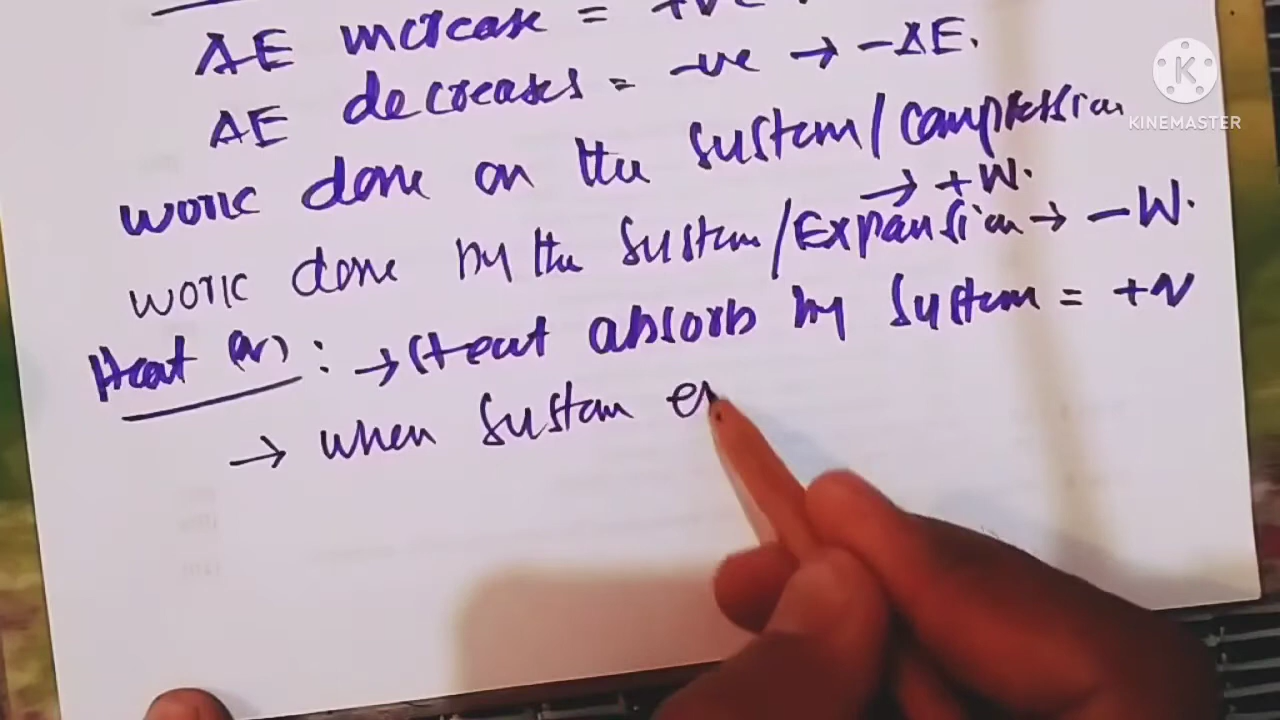 ΔE increase = +ve
ΔE decreases = -ve → -ΔE.
work done on the system/compression
→ +W.
work done by the system/Expansion → -W.
Heat (q) : → Heat absorb by system = +q
→ when system e
K
KINEMASTER